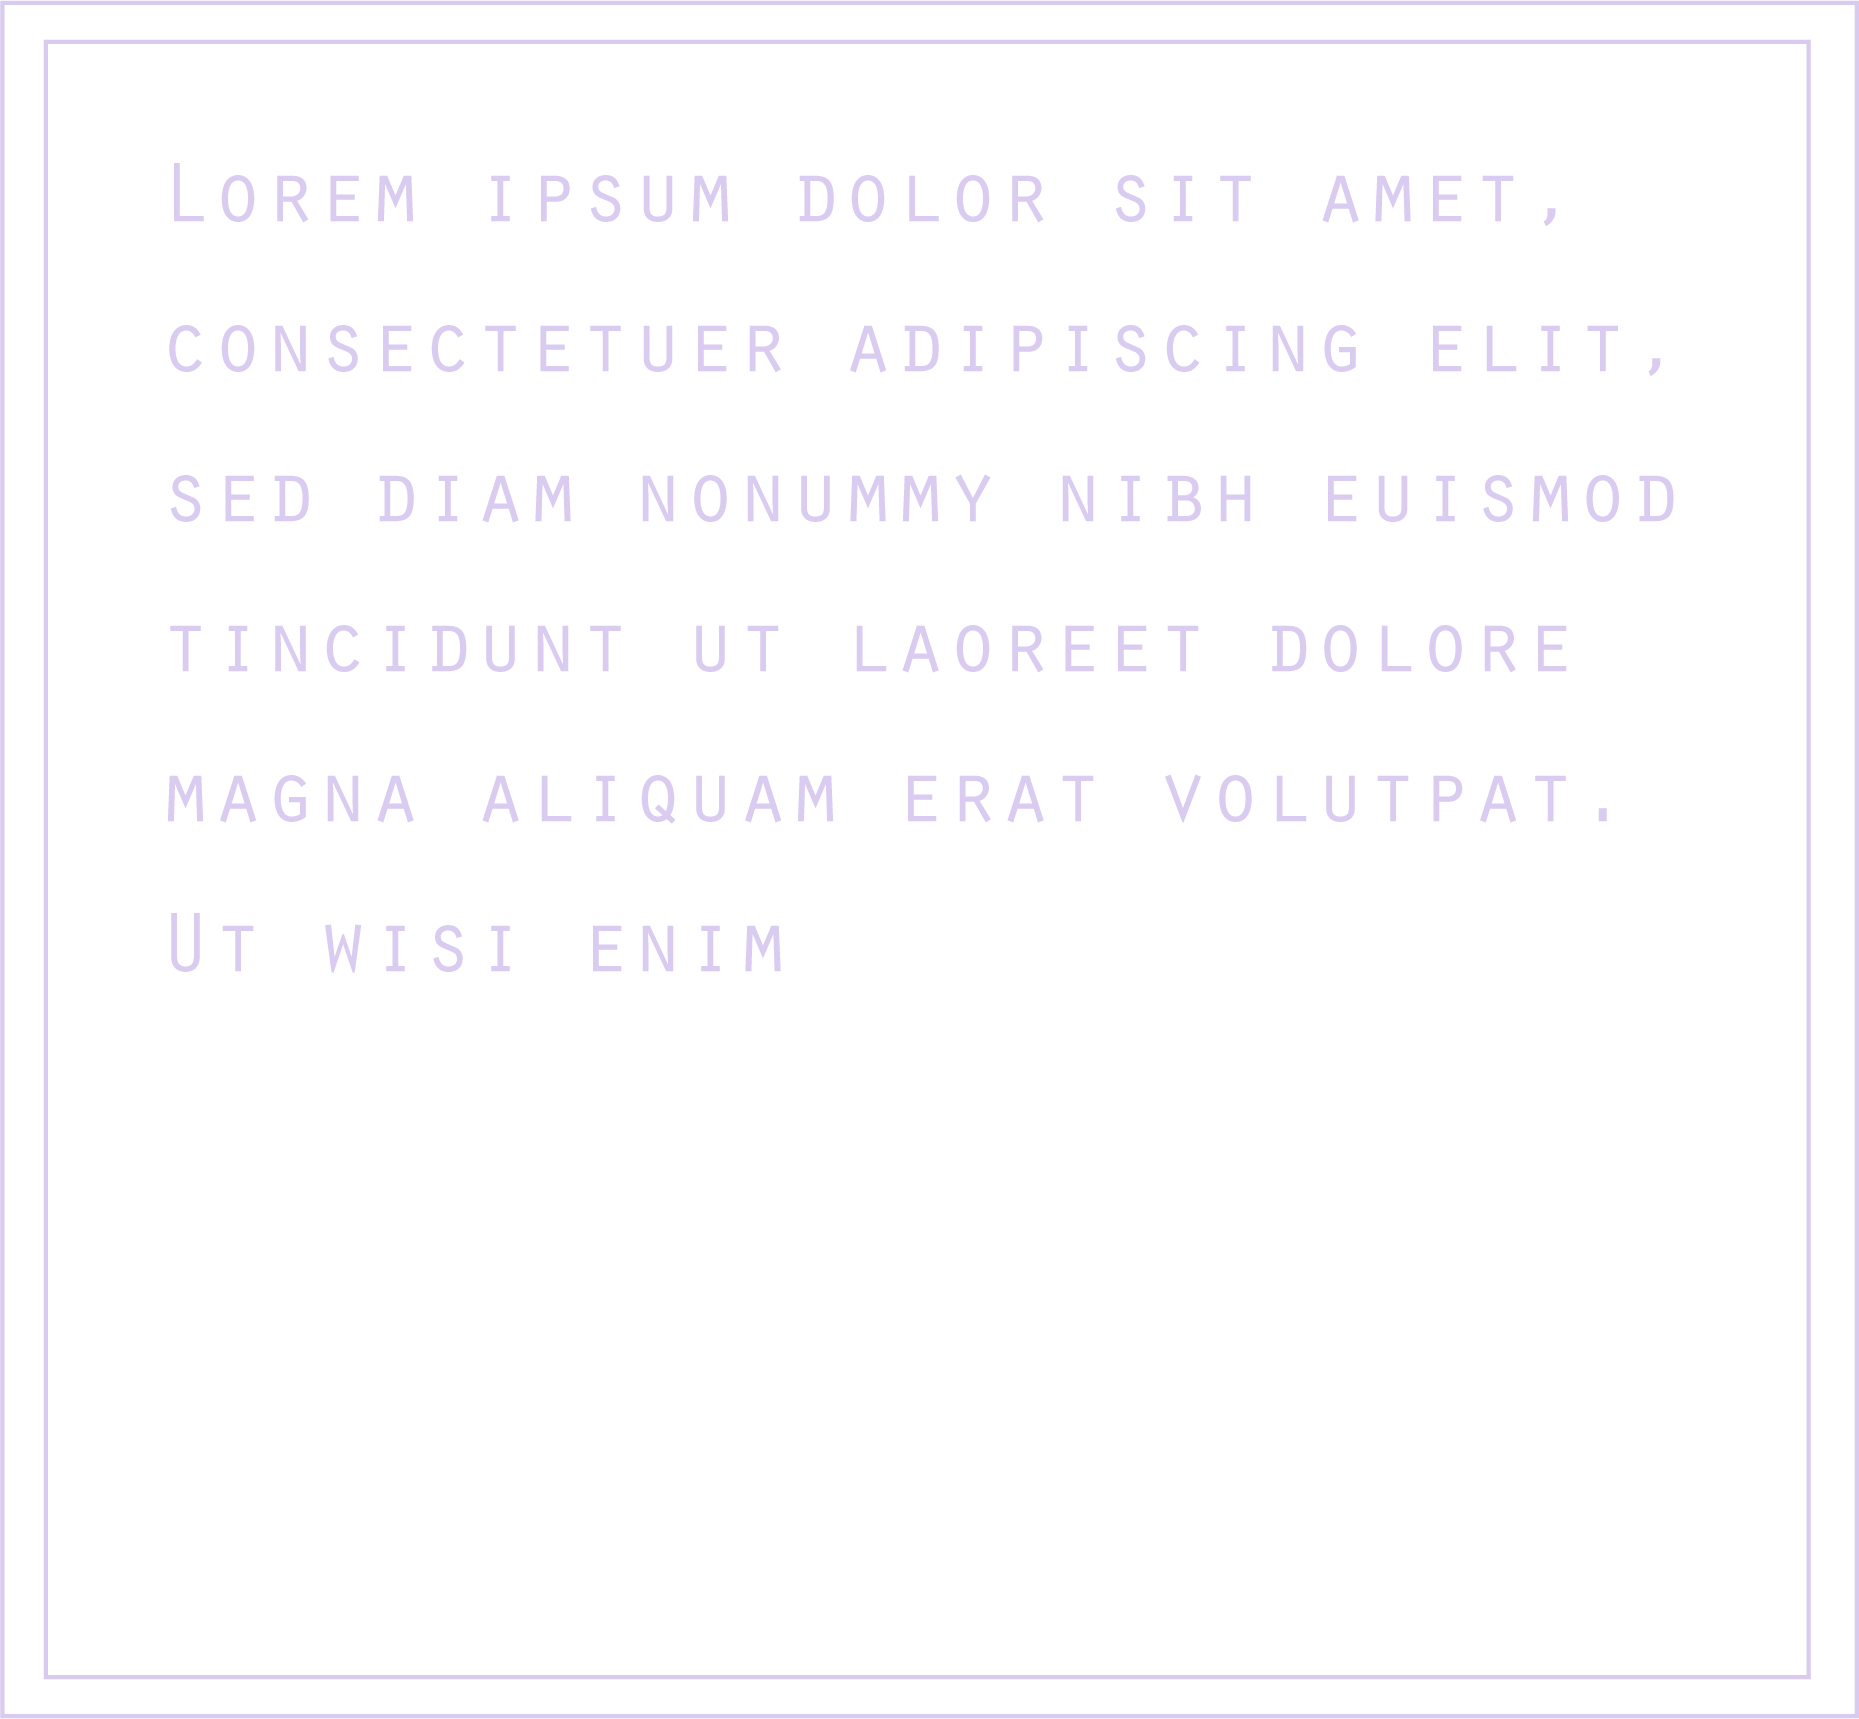 Lorem ipsum dolor sit amet,
consectetuer adipiscing elit,
sed diam nonummy nibh euismod
tincidunt ut laoreet dolore
magna aliquam erat volutpat.
Ut wisi enim